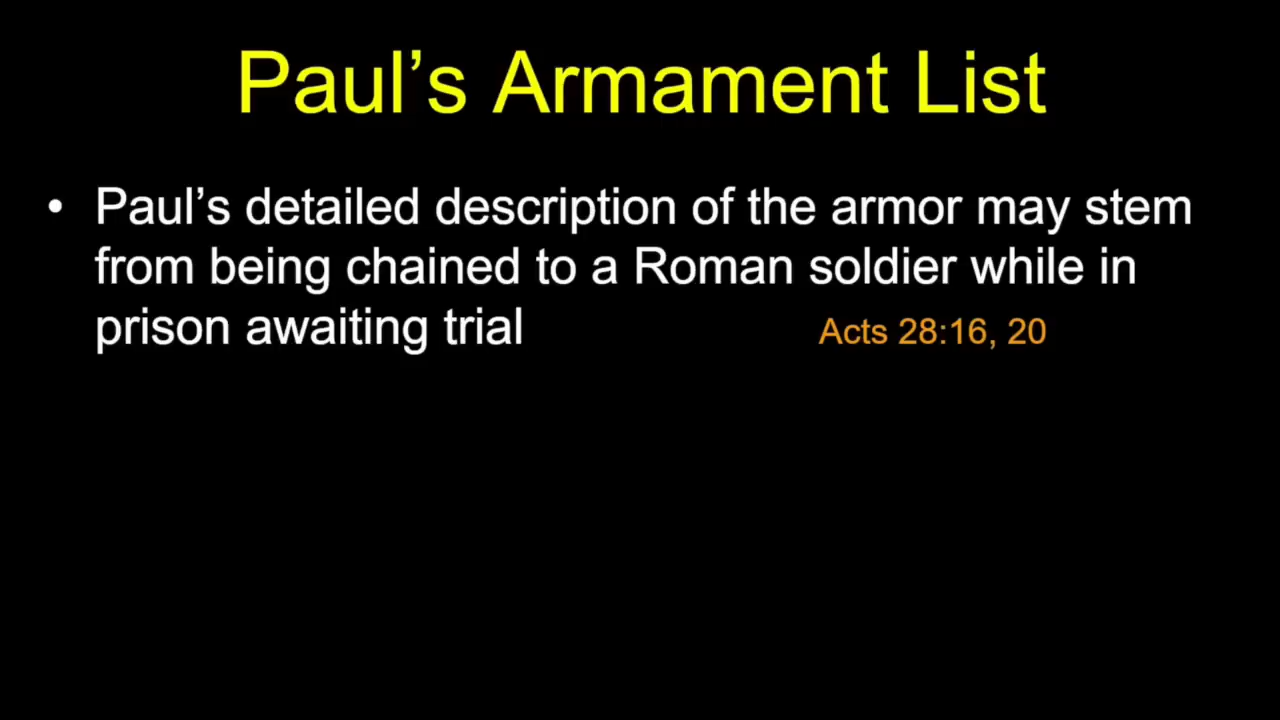 Paul’s Armament List
• Paul’s detailed description of the armor may stem
from being chained to a Roman soldier while in
prison awaiting trial Acts 28:16, 20